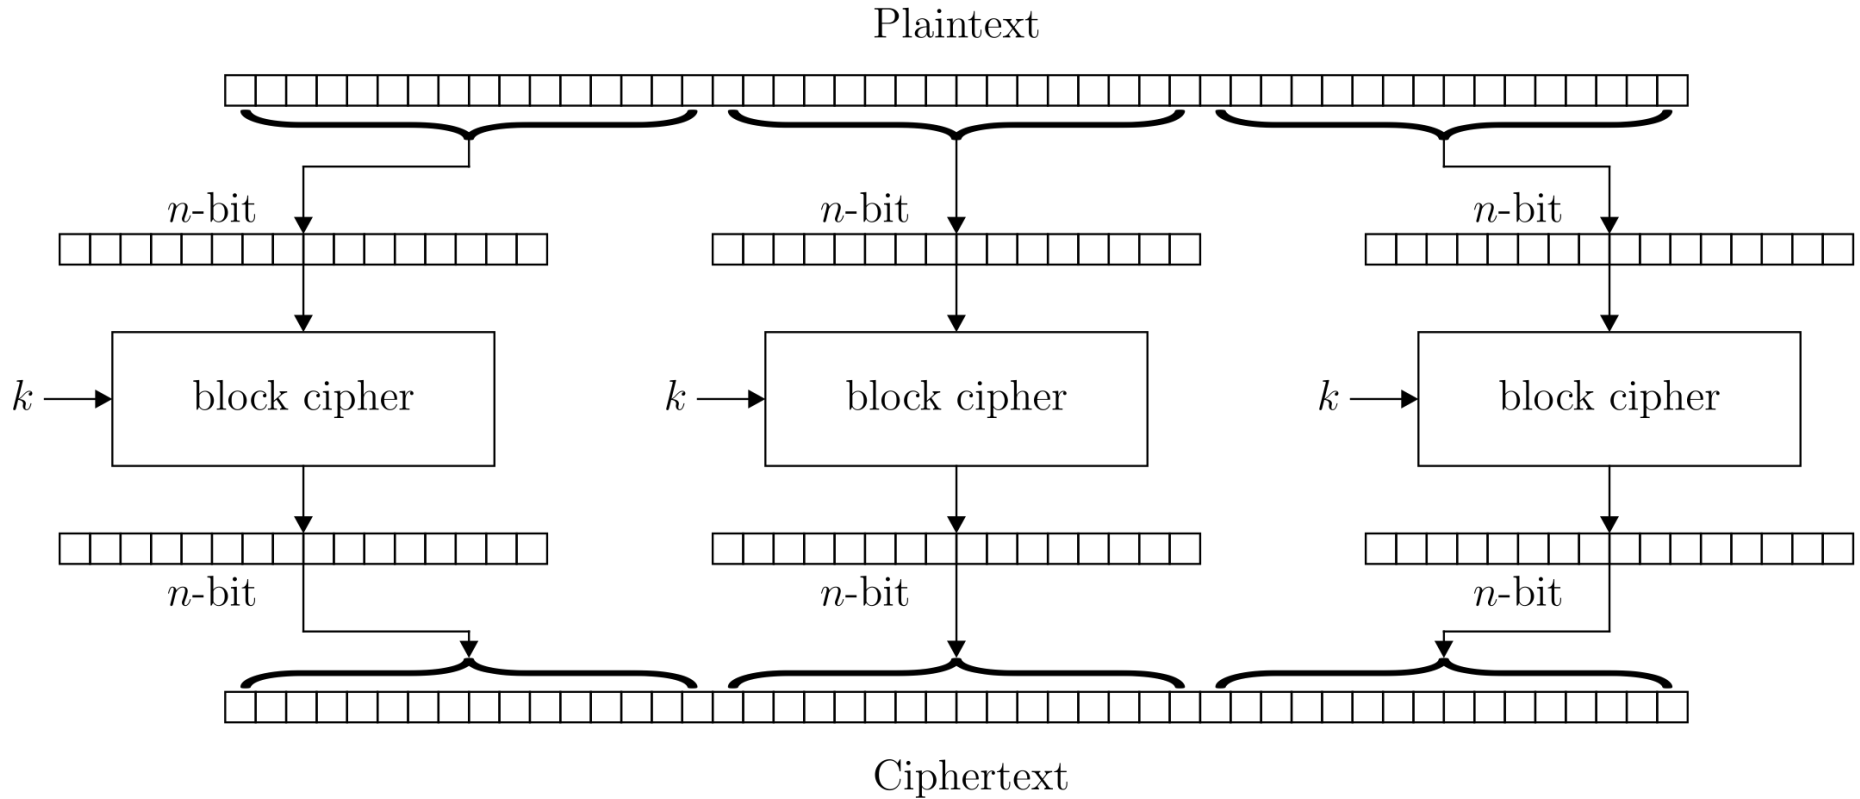 Plaintext
n-bit
n-bit
n-bit
k
block cipher
k
block cipher
k
block cipher
n-bit
n-bit
n-bit
Ciphertext